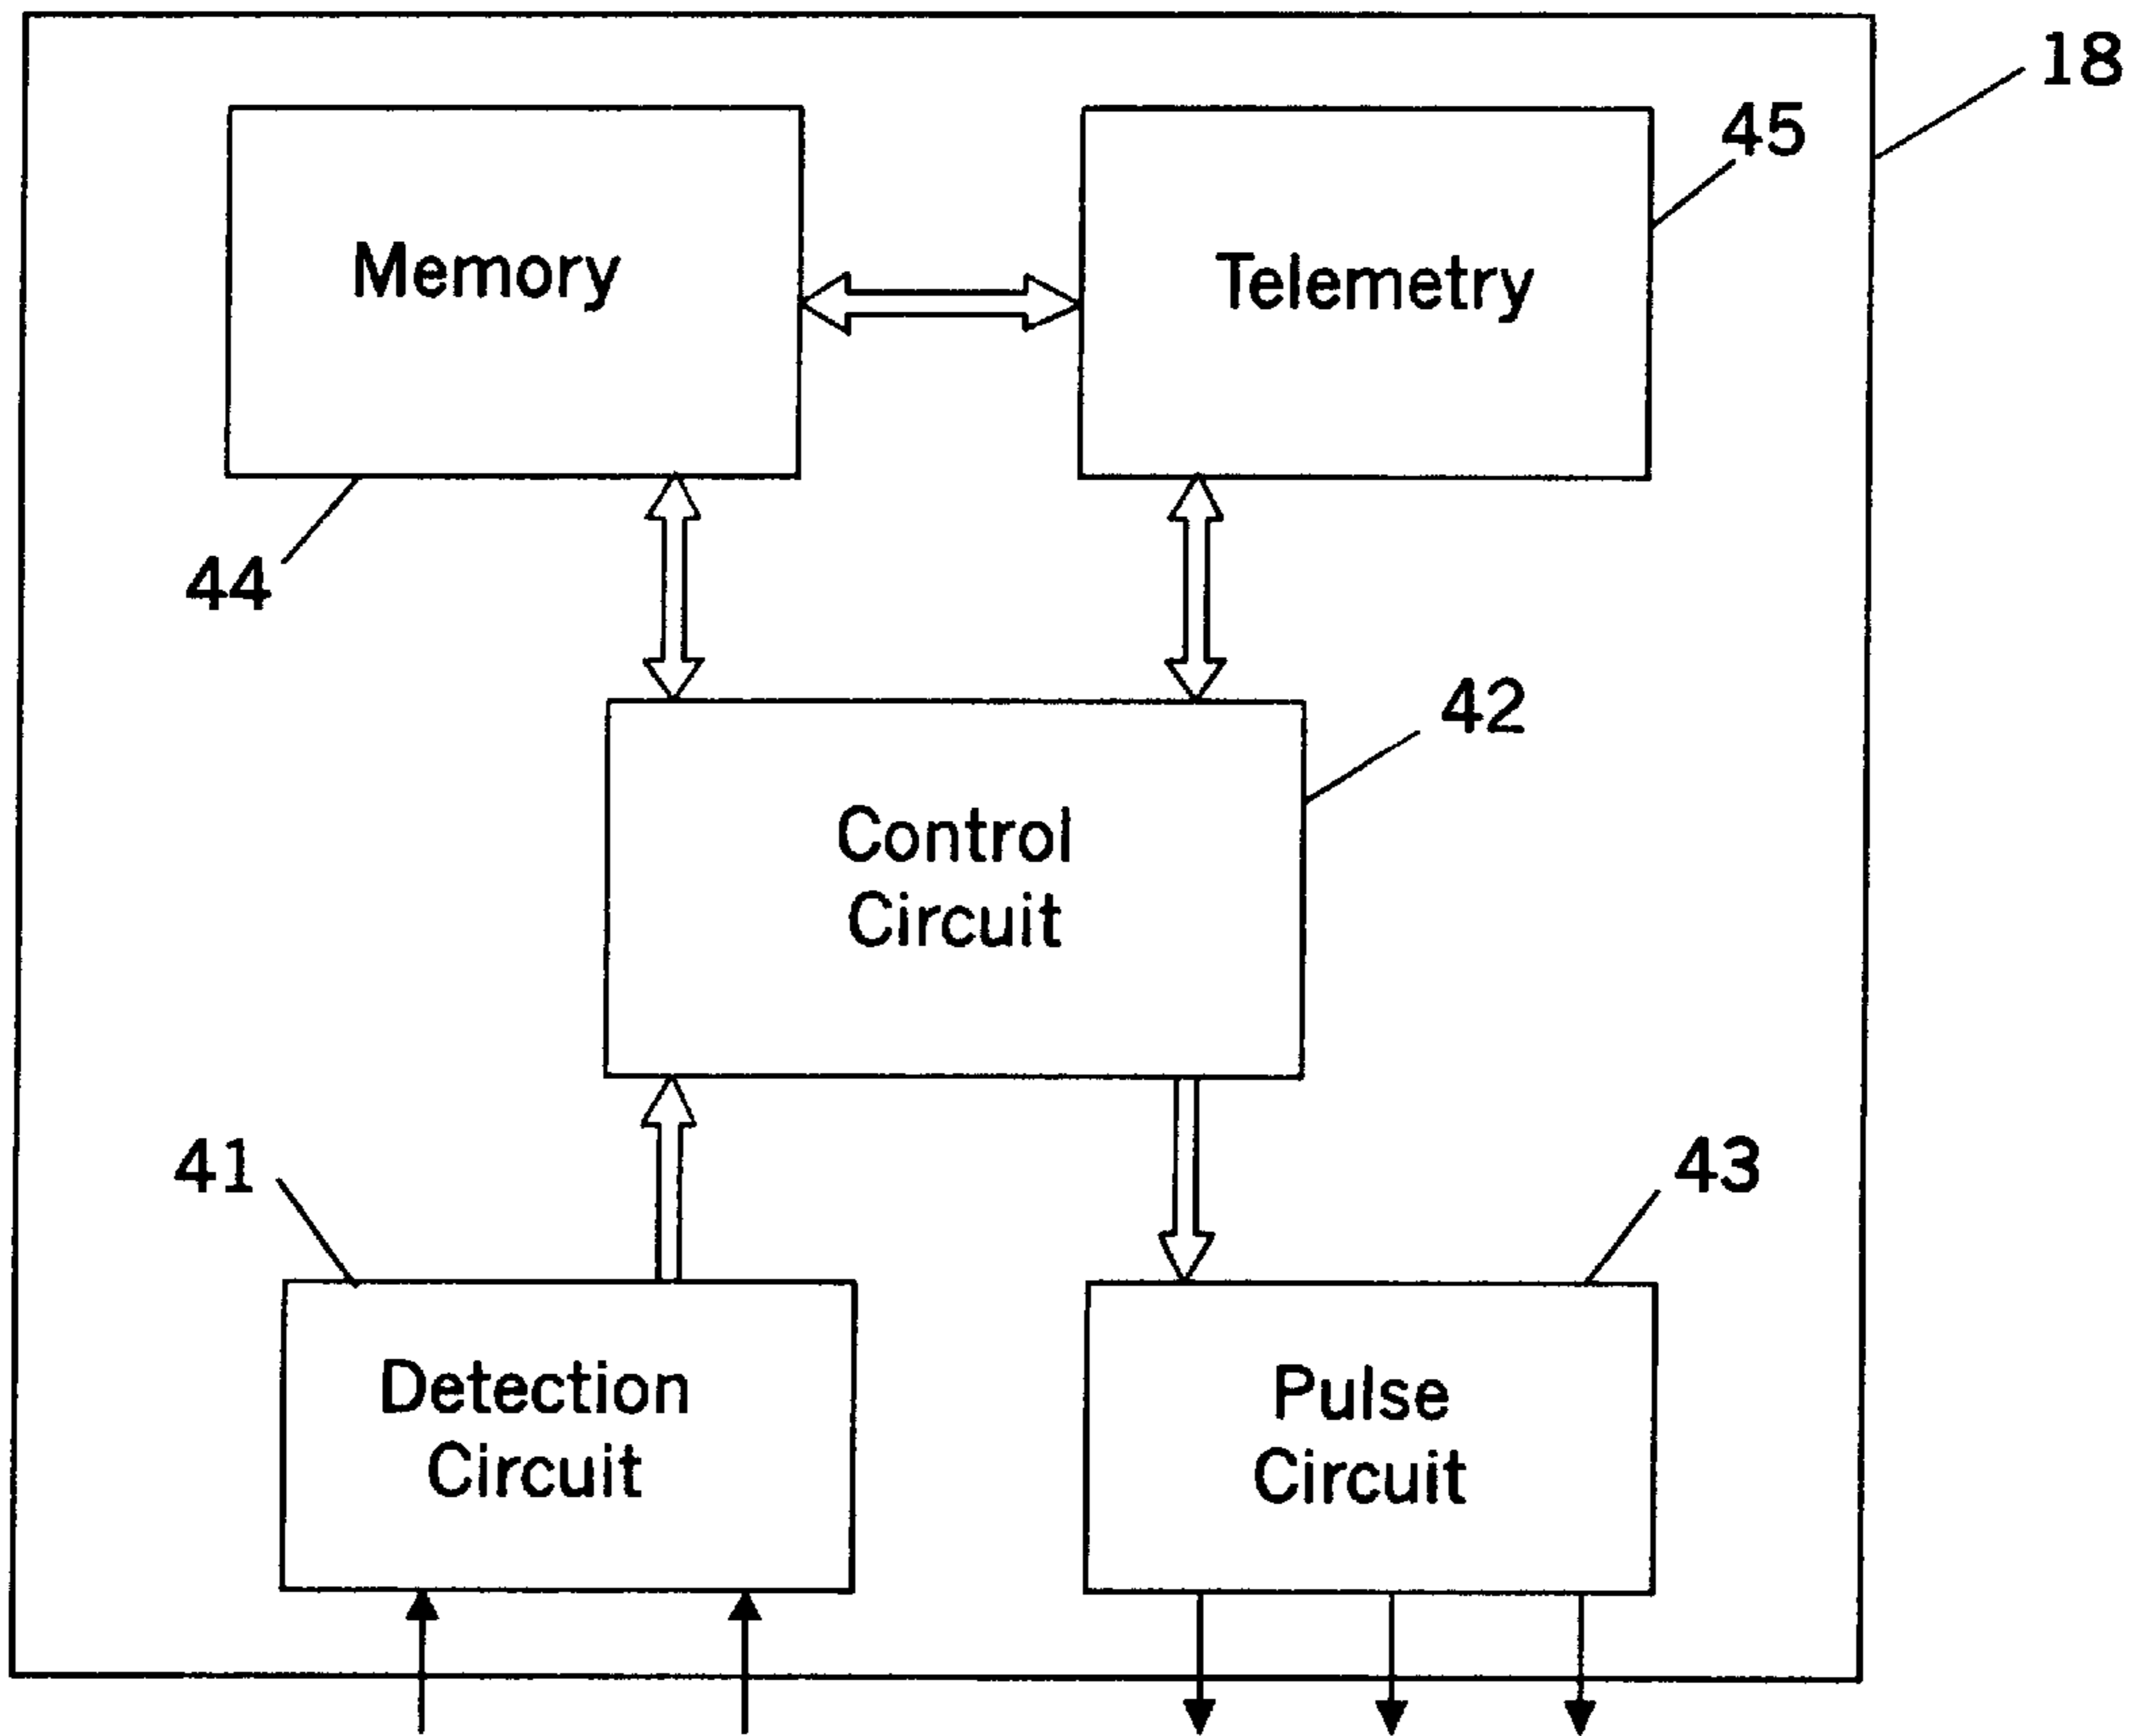 18
45
Memory
Telemetry
44
42
Control
Circuit
41
43
Detection
Circuit
Pulse
Circuit